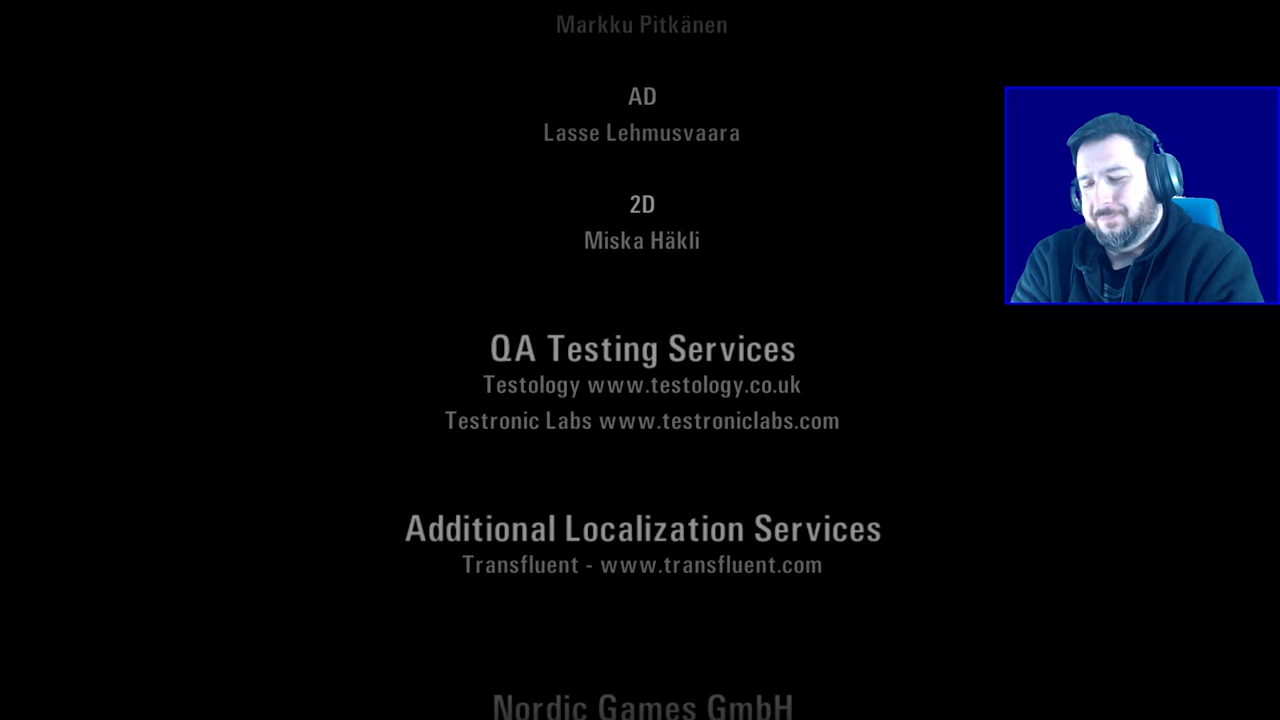 Markku Pitkänen
AD
Lasse Lehmusvaara
2D
Miska Häkli
QA Testing Services
Testology www.testology.co.uk
Testronic Labs www.testroniclabs.com
Additional Localization Services
Transfluent - www.transfluent.com
Nordic Games GmbH